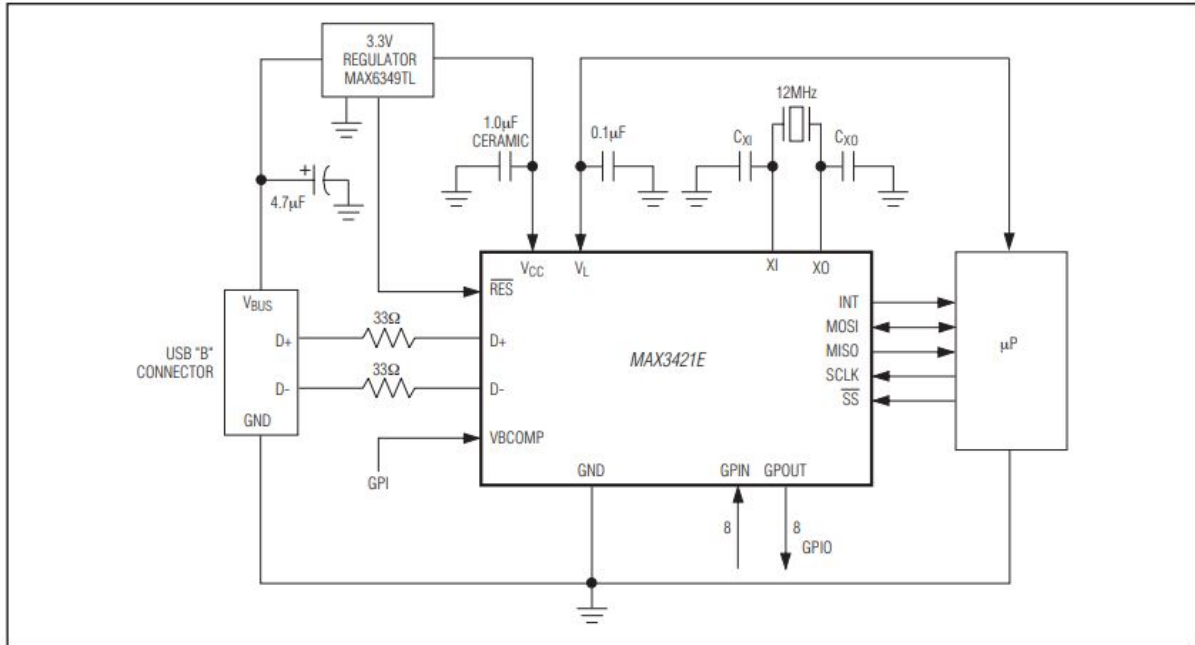 3.3V
REGULATOR
MAX6349TL
1.0µF
CERAMIC
0.1µF
12MHz
CXI
CXO
+
4.7µF
VCC
VL
XI
XO
RES
VBUS
D+
D-
GND
USB "B"
CONNECTOR
33Ω
33Ω
D+
D-
VBCOMP
GPI
MAX3421E
INT
MOSI
MISO
SCLK
SS
µP
GND
GPIN
GPOUT
8
8
GPIO